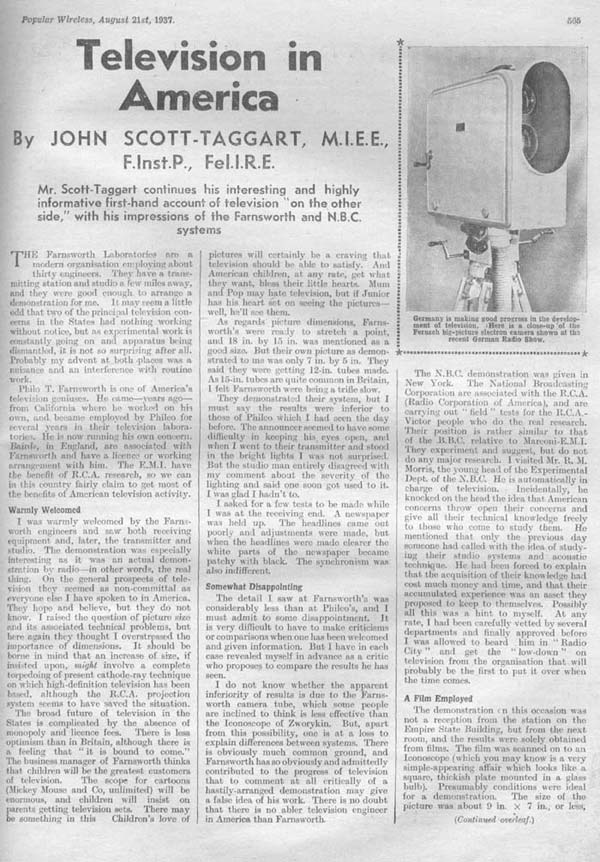 Popular Wireless, August 21st, 1937.
565
Television in
America
By JOHN SCOTT-TAGGART, M.I.E.E.,
F.Inst.P., Fel.I.R.E.
Mr. Scott-Taggart continues his interesting and highly
informative first-hand account of television "on the other
side," with his impressions of the Farnsworth and N.B.C.
systems
THE Farnsworth Laboratories are a
modern organisation employing about
thirty engineers. They have a trans-
mitting station and studio a few miles away,
and they were good enough to arrange a
demonstration for me. It may seem a little
odd that two of the principal television con-
cerns in the States had nothing working
without notice, but as experimental work is
constantly going on and apparatus being
dismantled, it is not so surprising after all.
Probably my advent at both places was a
nuisance and an interference with routine
work.
Philo T. Farnsworth is one of America's
television geniuses. He came—years ago—
from California where he worked on his
own, and became employed by Philco for
several years in their television labora-
tories. He is now running his own concern.
Bairds, in England, are associated with
Farnsworth and have a licence or working
arrangement with him. The E.M.I. have
the benefit of R.C.A. research, so we can
in this country fairly claim to get most of
the benefits of American television activity.
Warmly Welcomed
I was warmly welcomed by the Farns-
worth engineers and saw both receiving
equipment and, later, the transmitter and
studio. The demonstration was especially
interesting as it was an actual demon-
stration by radio—in other words, the real
thing. On the general prospects of tele-
vision they seemed as non-committal as
everyone else I have spoken to in America.
They hope and believe, but they do not
know. I raised the question of picture size
and its associated technical problems, but
here again they thought I overstressed the
importance of dimensions. It should be
borne in mind that an increase of size, if
insisted upon, might involve a complete
torpedoing of present cathode-ray technique
on which high-definition television has been
based, although the R.C.A. projection
system seems to have saved the situation.
The broad future of television in the
States is complicated by the absence of
monopoly and licence fees. There is less
optimism than in Britain, although there is
a feeling that "it is bound to come."
The business manager of Farnsworth thinks
that children will be the greatest customers
of television. The scope for cartoons
(Mickey Mouse and Co, unlimited) will be
enormous, and children will insist on
parents getting television sets. There may
be something in this Children's love of
pictures will certainly be a craving that
television should be able to satisfy. And
American children, at any rate, get what
they want, bless their little hearts. Mum
and Pop may hate television, but if Junior
has his heart set on seeing the pictures—
well, he'll see them.
As regards picture dimensions, Farns-
worth's were ready to stretch a point,
and 18 in. by 15 in. was mentioned as a
good size. But their own picture as demon-
strated to me was only 7 in. by 5 in. They
said they were getting 12-in. tubes made.
As 15-in. tubes are quite common in Britain,
I felt Farnsworth were being a trifle slow.
They demonstrated their system, but I
must say the results were inferior to
those of Philco which I had seen the day
before. The announcer seemed to have some
difficulty in keeping his eyes open, and
when I went to their transmitter and stood
in the bright lights I was not surprised.
But the studio man entirely disagreed with
my comment about the severity of the
lighting and said one soon got used to it.
I was glad I hadn't to.
I asked for a few tests to be made while
I was at the receiving end. A newspaper
was held up. The headlines came out
poorly and adjustments were made, but
when the headlines were made clearer the
white parts of the newspaper became
patchy with black. The synchronism was
also indifferent.
Somewhat Disappointing
The detail I saw at Farnsworth's was
considerably less than at Philco's, and I
must admit to some disappointment. It
is very difficult to have to make criticisms
or comparisons when one has been welcomed
and given information. But I have in each
case revealed myself in advance as a critic
who proposes to compare the results he has
seen.
I do not know whether the apparent
inferiority of results is due to the Farns-
worth camera tube, which some people
are inclined to think is less effective than
the Iconoscope of Zworykin. But, apart
from this possibility, one is at a loss to
explain differences between systems. There
is obviously much common ground, and
Farnsworth has so obviously and admittedly
contributed to the progress of television
that to comment at all critically of a
hastily-arranged demonstration may give
a false idea of his work. There is no doubt
that there is no abler television engineer
in America than Farnsworth.
Germany is making good progress in the develop-
ment of television. Here is a close-up of the
Fernseh big-picture electron camera shown at the
recent German Radio Show.
The N.B.C. demonstration was given in
New York. The National Broadcasting
Corporation are associated with the R.C.A.
(Radio Corporation of America), and are
carrying out "field" tests for the R.C.A.-
Victor people who do the real research.
Their position is rather similar to that
of the B.B.C. relative to Marconi-E.M.I.
They experiment and suggest, but do not
do any major research. I visited Mr. R. M.
Morris, the young head of the Experimental
Dept. of the N.B.C. He is automatically in
charge of television. Incidentally, he
knocked on the head the idea that American
concerns throw open their concerns and
give all their technical knowledge freely
to those who come to study them. He
mentioned that only the previous day
someone had called with the idea of study-
ing their studio systems and acoustic
technique. He had been forced to explain
that the acquisition of their knowledge had
cost much money and time, and that their
accumulated experience was an asset they
proposed to keep to themselves. Possibly
all this was a hint to myself. At any
rate, I had been carefully vetted by several
departments and finally approved before
I was allowed to beard him in "Radio
City" and get the "low-down" on
television from the organisation that will
probably be the first to put it over when
the time comes.
A Film Employed
The demonstration on this occasion was
not a reception from the station on the
Empire State Building, but from the next
room, and the results were solely obtained
from films. The film was scanned on to an
Iconoscope (which you may know is a very
simple-appearing affair which looks like a
square, thickish plate mounted in a glass
bulb). Presumably conditions were ideal
for a demonstration. The size of the
picture was about 9 in. × 7 in., or less,
(Continued overleaf.)